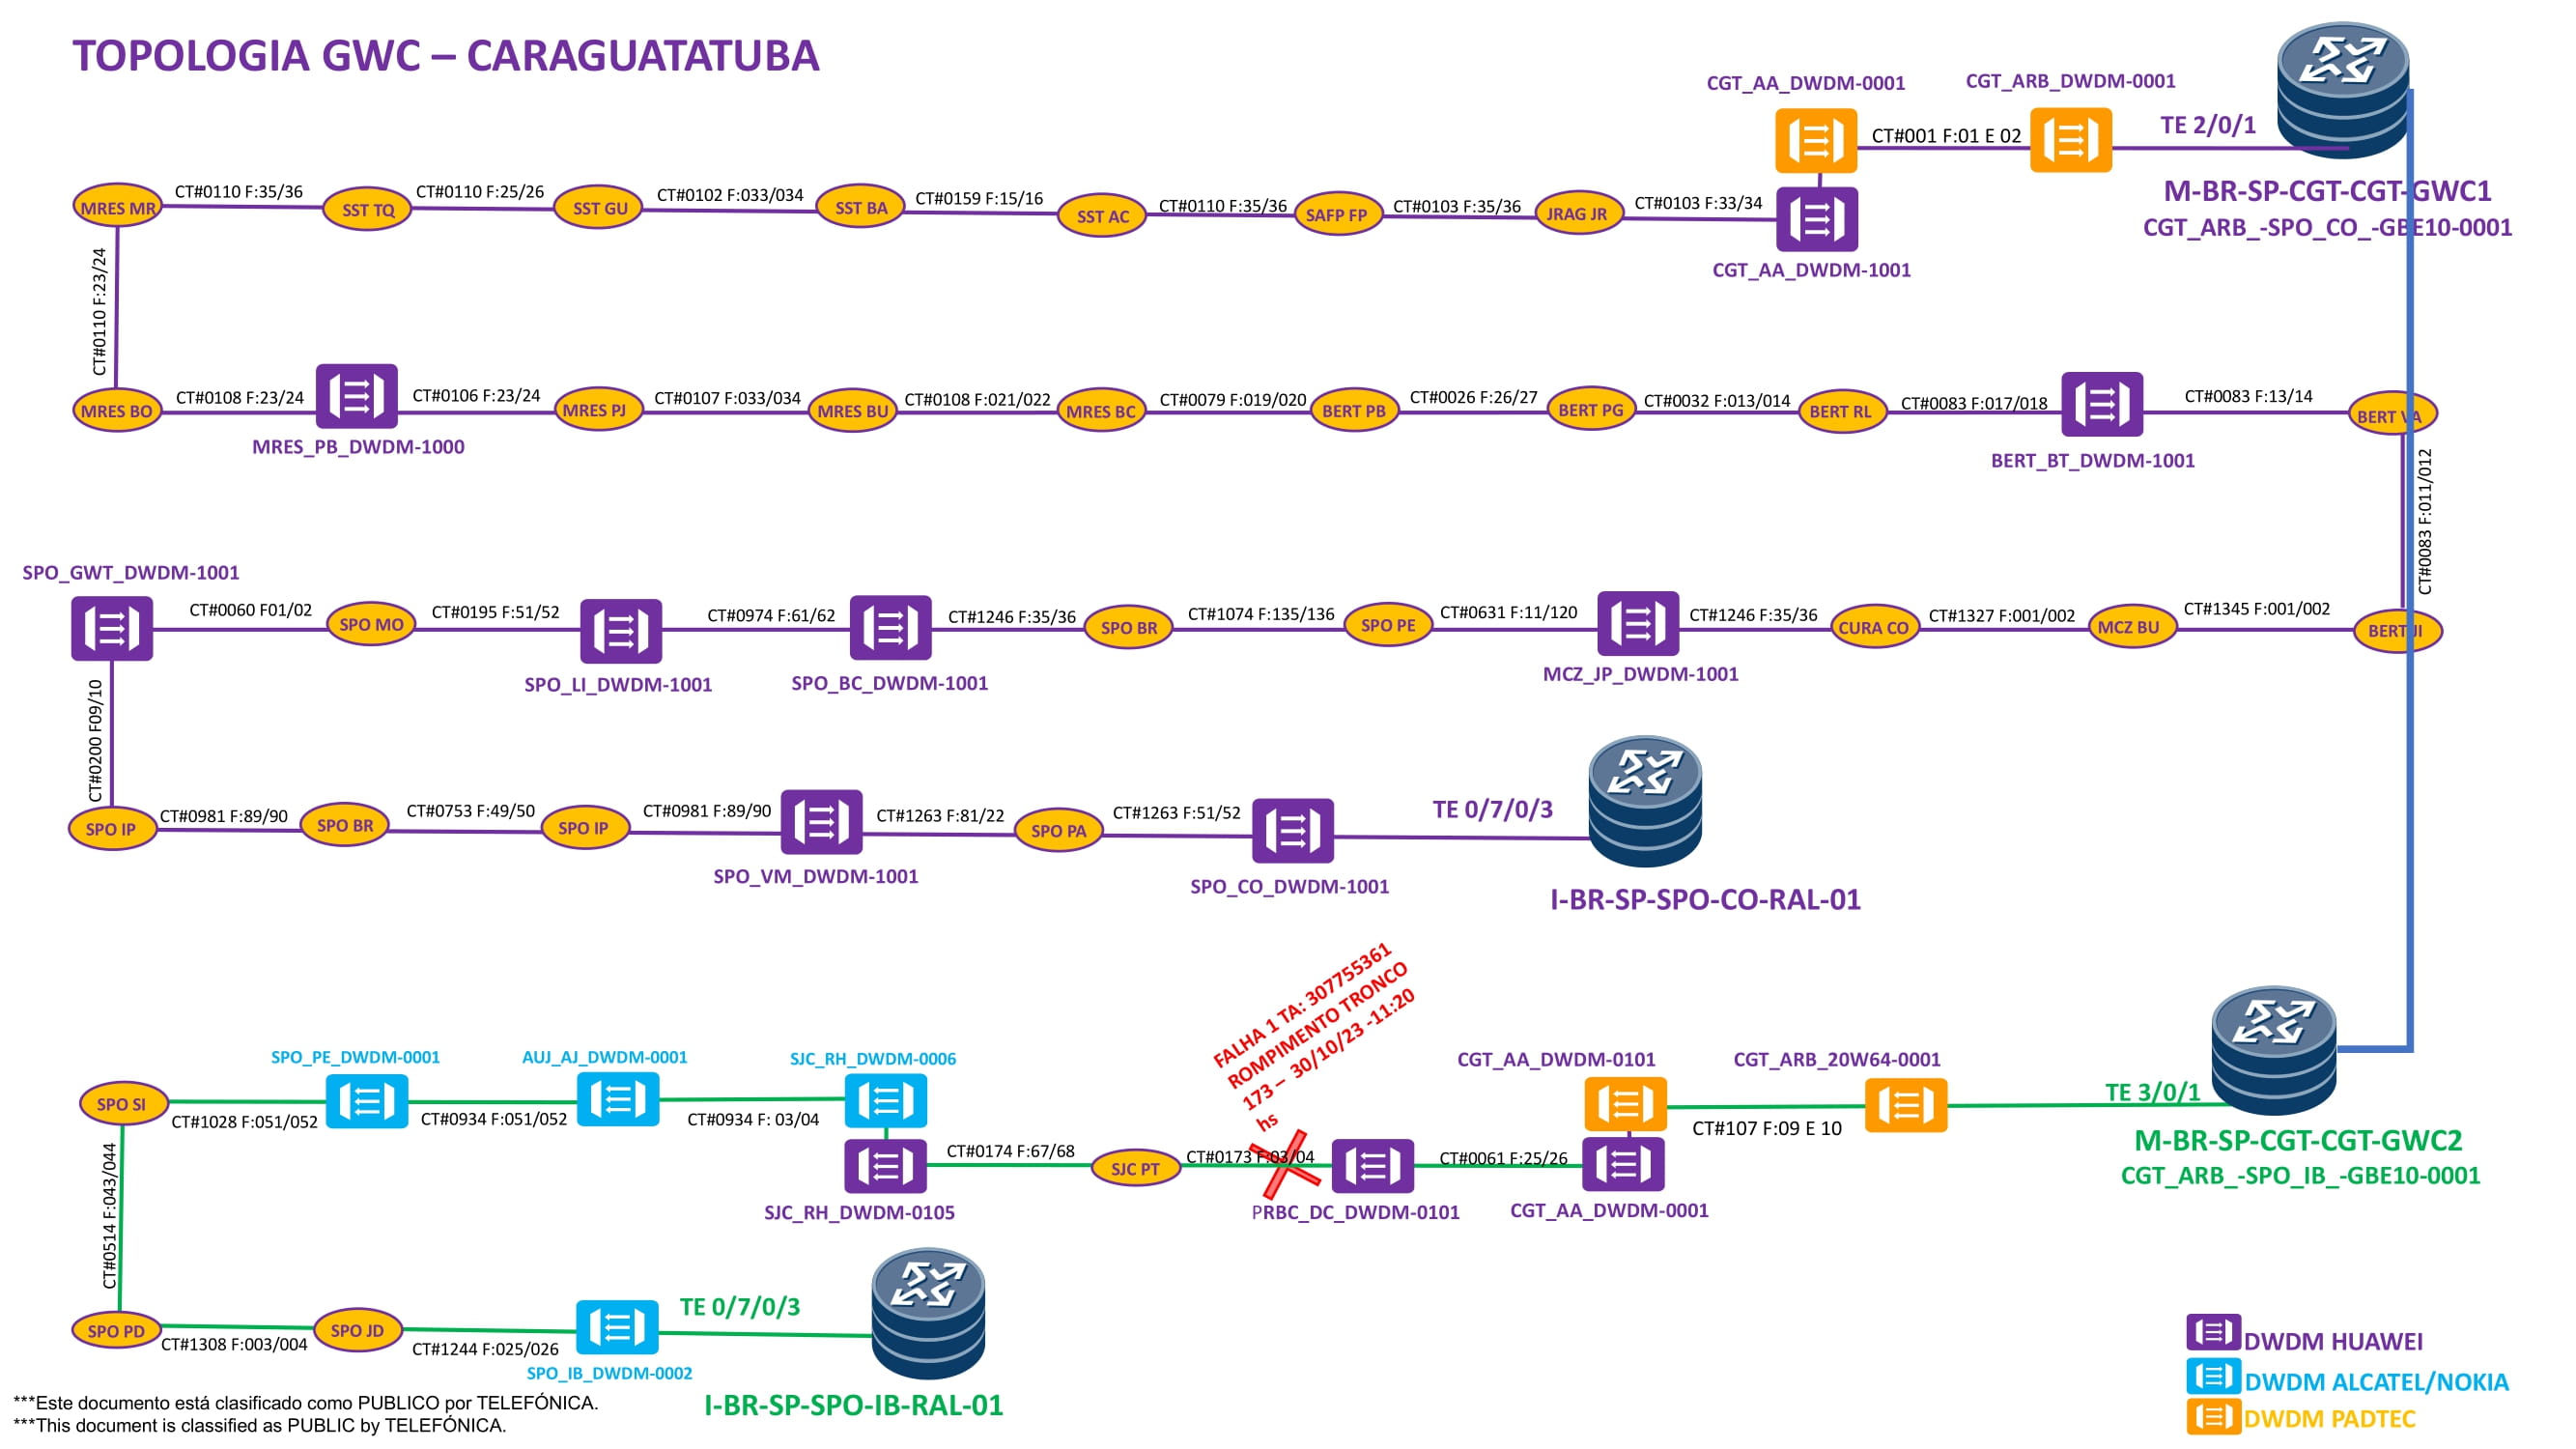 TOPOLOGIA GWC – CARAGUATATUBA
CGT_AA_DWDM-0001
CGT_ARB_DWDM-0001
CT#001 F:01 E 02
TE 2/0/1
M-BR-SP-CGT-CGT-GWC1
CGT_ARB_-SPO_CO_-GBE10-0001
MRES MR
CT#0110 F:35/36
SST TQ
CT#0110 F:25/26
SST GU
CT#0102 F:033/034
SST BA
CT#0159 F:15/16
SST AC
CT#0110 F:35/36
SAFP FP
CT#0103 F:35/36
JRAG JR
CT#0103 F:33/34
CGT_AA_DWDM-1001
CT#0110 F:23/24
MRES BO
CT#0108 F:23/24
MRES_PB_DWDM-1000
CT#0106 F:23/24
MRES PJ
CT#0107 F:033/034
MRES BU
CT#0108 F:021/022
MRES BC
CT#0079 F:019/020
BERT PB
CT#0026 F:26/27
BERT PG
CT#0032 F:013/014
BERT RL
CT#0083 F:017/018
BERT_BT_DWDM-1001
CT#0083 F:13/14
BERT VA
CT#0083 F:011/012
SPO_GWT_DWDM-1001
CT#0060 F01/02
SPO MO
CT#0195 F:51/52
SPO_LI_DWDM-1001
CT#0974 F:61/62
SPO_BC_DWDM-1001
CT#1246 F:35/36
SPO BR
CT#1074 F:135/136
SPO PE
CT#0631 F:11/120
MCZ_JP_DWDM-1001
CT#1246 F:35/36
CURA CO
CT#1327 F:001/002
MCZ BU
CT#1345 F:001/002
BERT JI
CT#0200 F09/10
SPO IP
CT#0981 F:89/90
SPO BR
CT#0753 F:49/50
SPO IP
CT#0981 F:89/90
SPO_VM_DWDM-1001
CT#1263 F:81/22
SPO PA
CT#1263 F:51/52
SPO_CO_DWDM-1001
TE 0/7/0/3
I-BR-SP-SPO-CO-RAL-01
FALHA 1 TA: 307755361
ROMPIMENTO TRONCO
173 – 30/10/23 -11:20
hs
SPO SI
CT#1028 F:051/052
SPO_PE_DWDM-0001
CT#0934 F:051/052
AUJ_AJ_DWDM-0001
CT#0934 F: 03/04
SJC_RH_DWDM-0006
SJC_RH_DWDM-0105
CT#0174 F:67/68
SJC PT
CT#0173 F:03/04
PRBC_DC_DWDM-0101
CT#0061 F:25/26
CGT_AA_DWDM-0101
CGT_AA_DWDM-0001
CT#107 F:09 E 10
CGT_ARB_20W64-0001
TE 3/0/1
M-BR-SP-CGT-CGT-GWC2
CGT_ARB_-SPO_IB_-GBE10-0001
CT#0514 F:043/044
SPO PD
CT#1308 F:003/004
SPO JD
CT#1244 F:025/026
SPO_IB_DWDM-0002
TE 0/7/0/3
I-BR-SP-SPO-IB-RAL-01
DWDM HUAWEI
DWDM ALCATEL/NOKIA
DWDM PADTEC
***Este documento está clasificado como PUBLICO por TELEFÓNICA.
***This document is classified as PUBLIC by TELEFÓNICA.